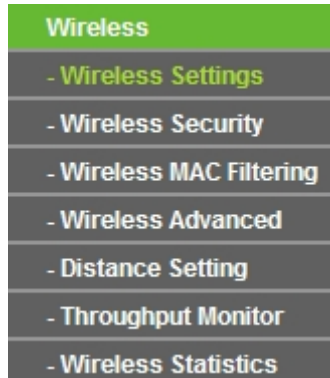 Wireless
- Wireless Settings
- Wireless Security
- Wireless MAC Filtering
- Wireless Advanced
- Distance Setting
- Throughput Monitor
- Wireless Statistics